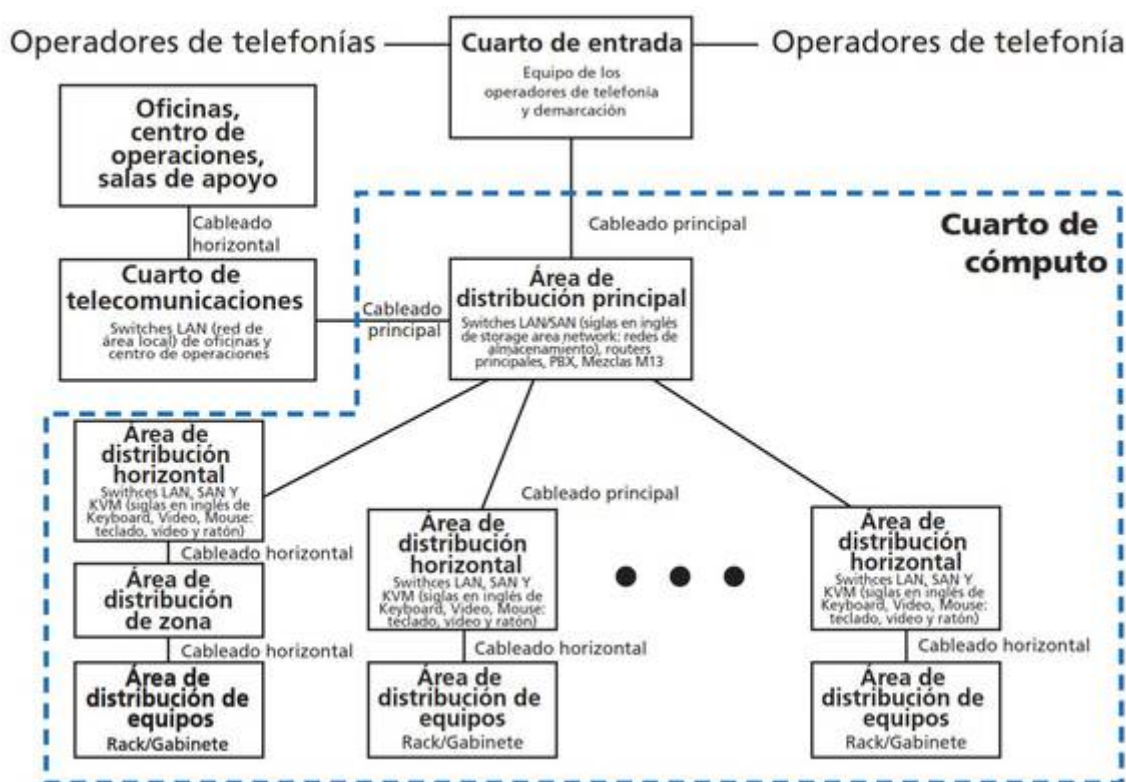 Operadores de telefonías
Cuarto de entrada
Equipo de los
operadores de telefonía
y demarcación
Operadores de telefonía
Oficinas,
centro de
operaciones,
salas de apoyo
Cableado
horizontal
Cableado principal
Cuarto de
cómputo
Cuarto de
telecomunicaciones
Switches LAN (red de
área local) de oficinas y
centro de operaciones
Cableado
principal
Área de
distribución principal
Switches LAN/SAN (siglas en inglés
de storage area network: redes de
almacenamiento), routers
principales, PBX, Mezclas M13
Área de
distribución
horizontal
Swithces LAN, SAN Y
KVM (siglas en inglés de
Keyboard, Video, Mouse:
teclado, video y ratón)
Cableado horizontal
Área de
distribución
de zona
Cableado horizontal
Área de
distribución de
equipos
Rack/Gabinete
Cableado principal
Área de
distribución
horizontal
Swithces LAN, SAN Y
KVM (siglas en inglés de
Keyboard, Video, Mouse:
teclado, video y ratón)
Cableado horizontal
Área de
distribución de
equipos
Rack/Gabinete
Área de
distribución
horizontal
Swithces LAN, SAN Y
KVM (siglas en inglés de
Keyboard, Video, Mouse:
teclado, video y ratón)
Cableado horizontal
Área de
distribución de
equipos
Rack/Gabinete